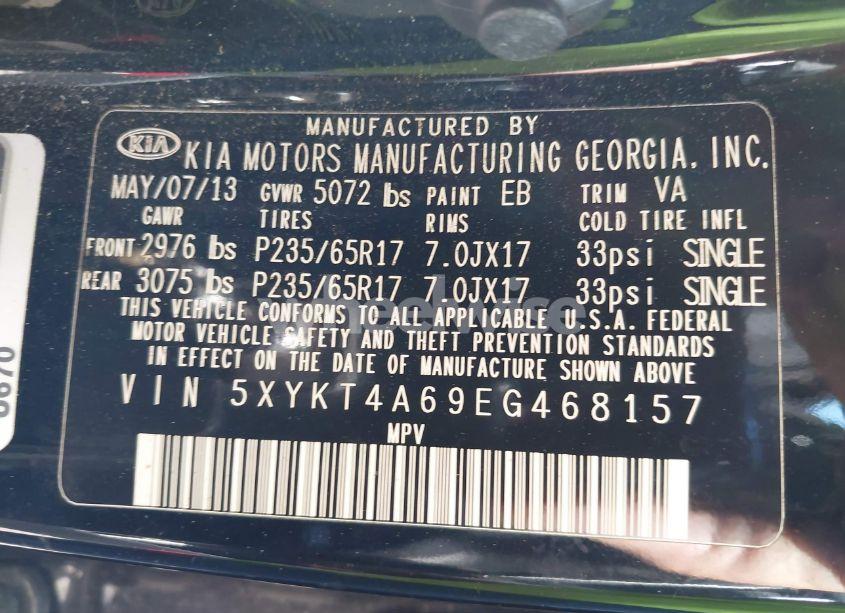 MANUFACTURED BY
KIA KIA MOTORS MANUFACTURING GEORGIA, INC.
MAY/07/13 GVWR 5072 lbs PAINT EB TRIM VA
GAWR TIRES RIMS COLD TIRE INFL
FRONT 2976 lbs P235/65R17 7.0JX17 33psi SINGLE
REAR 3075 lbs P235/65R17 7.0JX17 33psi SINGLE
THIS VEHICLE CONFORMS TO ALL APPLICABLE U.S.A. FEDERAL
MOTOR VEHICLE SAFETY AND THEFT PREVENTION STANDARDS
IN EFFECT ON THE DATE OF MANUFACTURE SHOWN ABOVE
VIN 5XYKT4A69EG468157
MPV